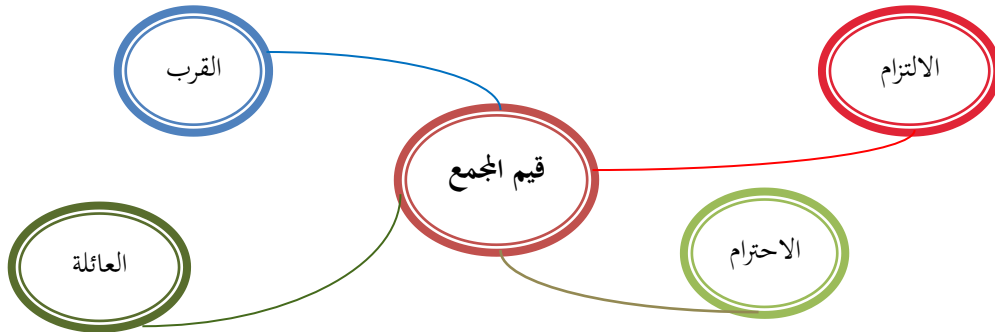 الالتزام
القرب
قيم المجمع
الاحترام
العائلة